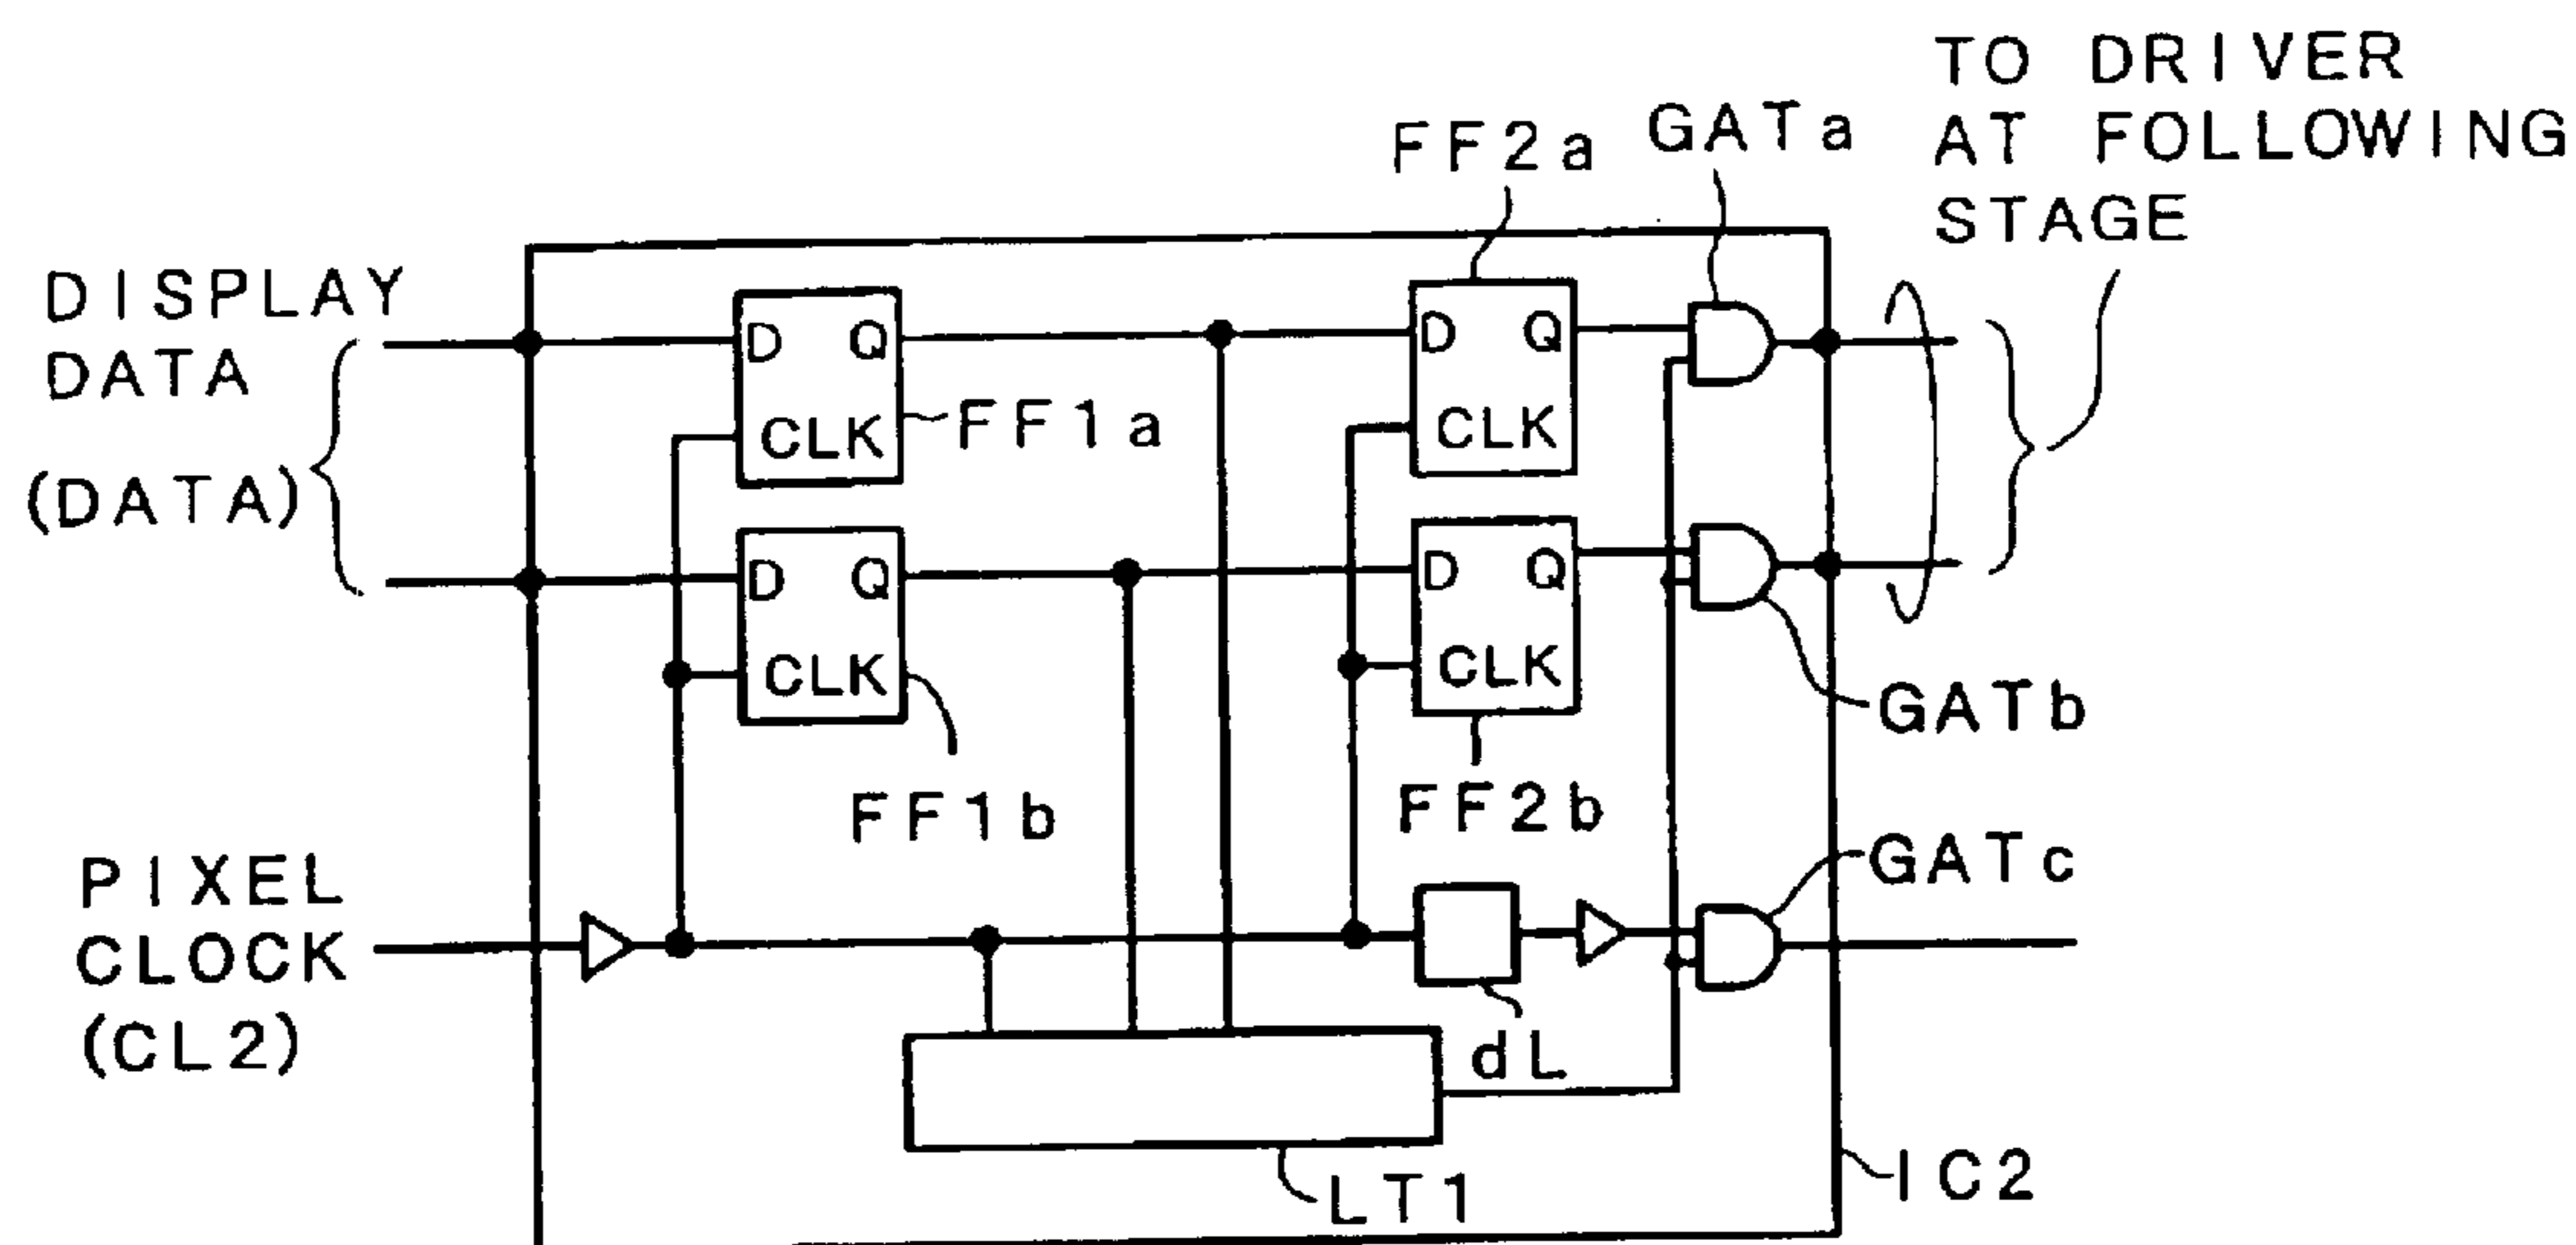 TO DRIVER
AT FOLLOWING
STAGE
FF2a
GATa
DISPLAY
DATA
(DATA)
D Q
CLK
FF1a
D Q
CLK
D Q
CLK
FF1b
D Q
CLK
FF2b
GATb
PIXEL
CLOCK
(CL2)
GATc
dL
LT1
IC2